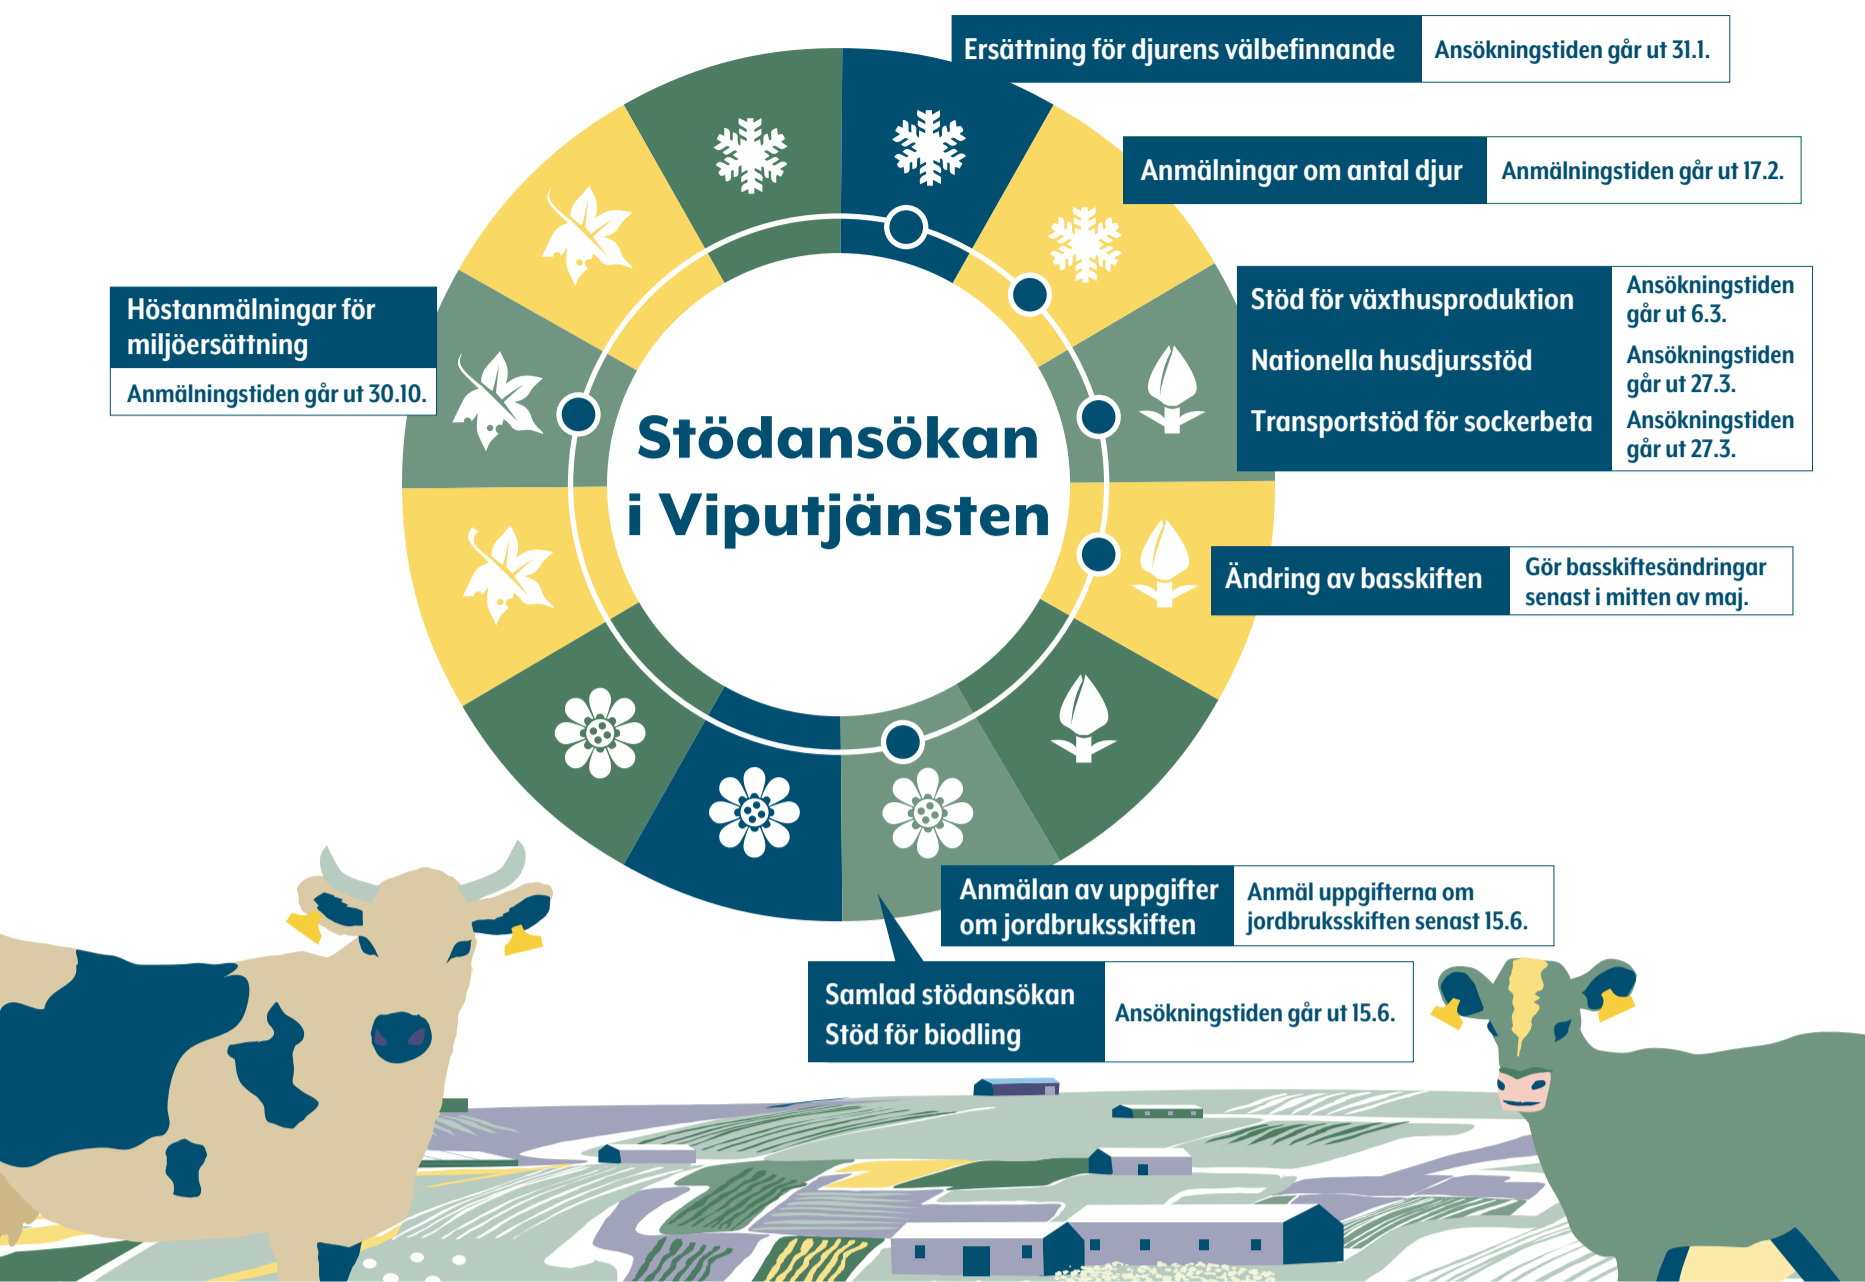 Ersättning för djurens välbefinnande
Ansökningstiden går ut 31.1.
Anmälningar om antal djur
Anmälningstiden går ut 17.2.
Stöd för växthusproduktion
Ansökningstiden
går ut 6.3.
Nationella husdjursstöd
Ansökningstiden
går ut 27.3.
Transportstöd för sockerbeta
Ansökningstiden
går ut 27.3.
Höstanmälningar för
miljöersättning
Anmälningstiden går ut 30.10.
Stödansökan
i Viputjänsten
Ändring av basskiften
Gör basskiftesändringar
senast i mitten av maj.
Anmälan av uppgifter
om jordbruksskiften
Anmäl uppgifterna om
jordbruksskiften senast 15.6.
Samlad stödansökan
Stöd för biodling
Ansökningstiden går ut 15.6.